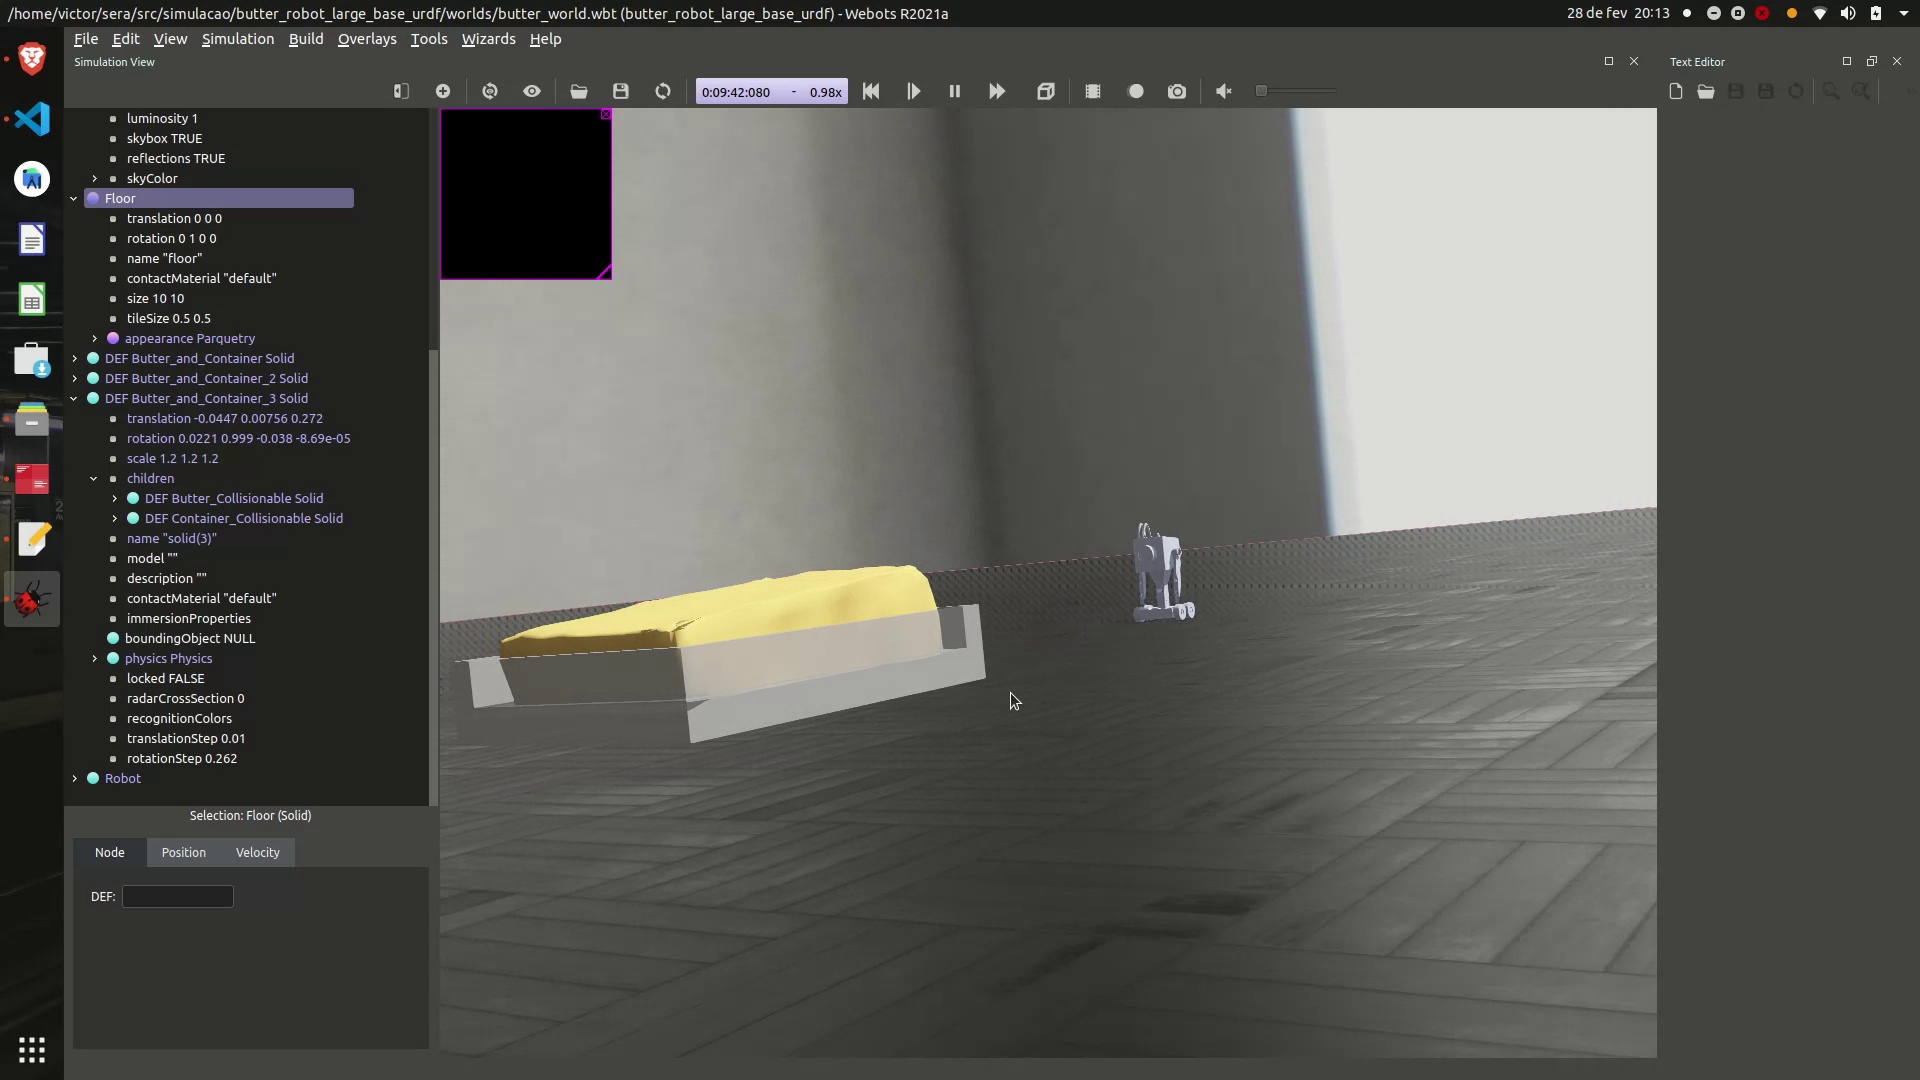 /home/victor/sera/src/simulacao/butter_robot_large_base_urdf/worlds/butter_world.wbt (butter_robot_large_base_urdf) - Webots R2021a
28 de fev 20:13
File Edit View Simulation Build Overlays Tools Wizards Help
Simulation View
Text Editor
0:09:42:080 - 0.98x
luminosity 1
skybox TRUE
reflections TRUE
skyColor
Floor
translation 0 0 0
rotation 0 1 0 0
name "floor"
contactMaterial "default"
size 10 10
tileSize 0.5 0.5
appearance Parquetry
DEF Butter_and_Container Solid
DEF Butter_and_Container_2 Solid
DEF Butter_and_Container_3 Solid
translation -0.0447 0.00756 0.272
rotation 0.0221 0.999 -0.038 -8.69e-05
scale 1.2 1.2 1.2
children
DEF Butter_Collisionable Solid
DEF Container_Collisionable Solid
name "solid(3)"
model ""
description ""
contactMaterial "default"
immersionProperties
boundingObject NULL
physics Physics
locked FALSE
radarCrossSection 0
recognitionColors
translationStep 0.01
rotationStep 0.262
Robot
Selection: Floor (Solid)
Node Position Velocity
DEF: